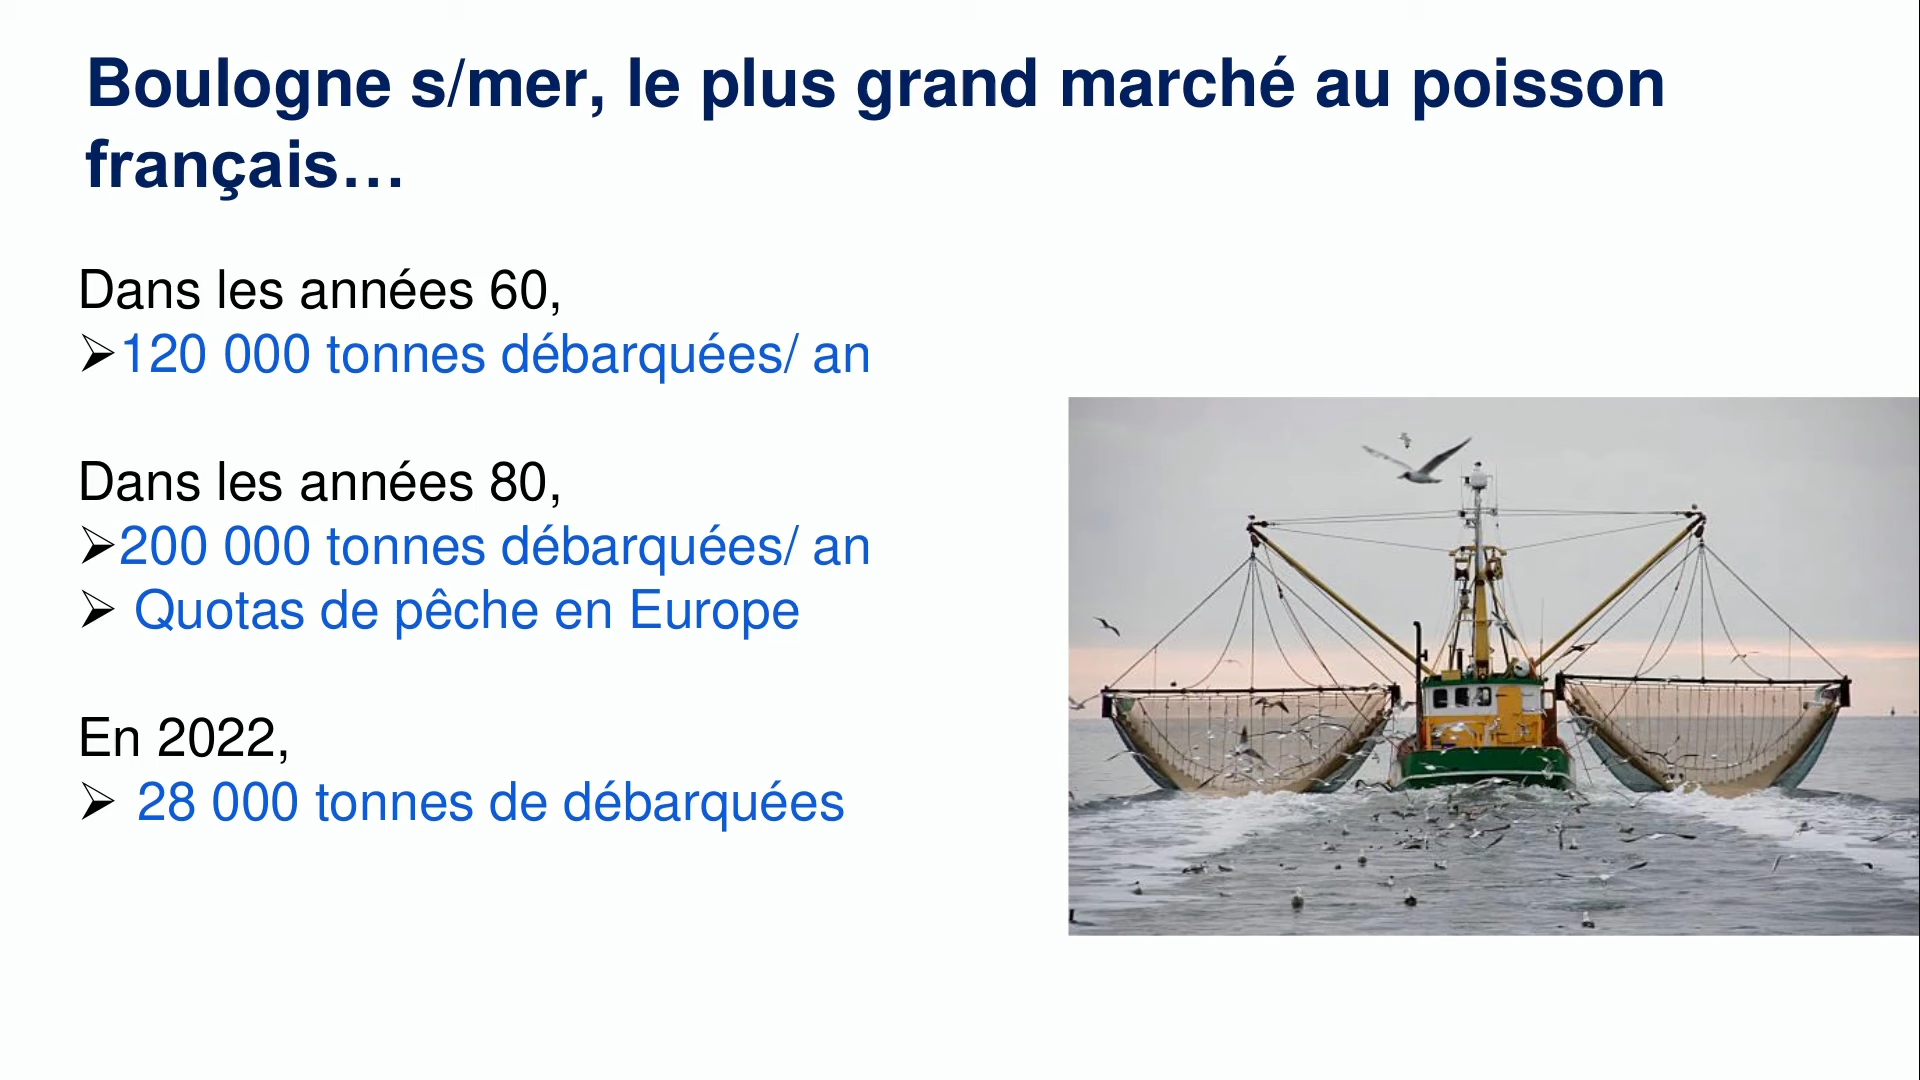 Boulogne s/mer, le plus grand marché au poisson
français…
Dans les années 60,
➢120 000 tonnes débarquées/ an
Dans les années 80,
➢200 000 tonnes débarquées/ an
➢ Quotas de pêche en Europe
En 2022,
➢ 28 000 tonnes de débarquées